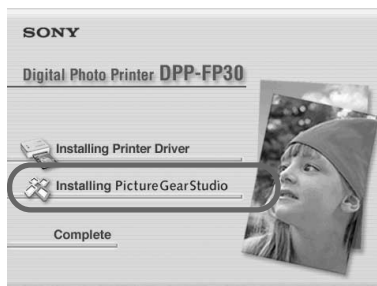 SONY
Digital Photo Printer DPP-FP30
Installing Printer Driver
Installing PictureGearStudio
Complete